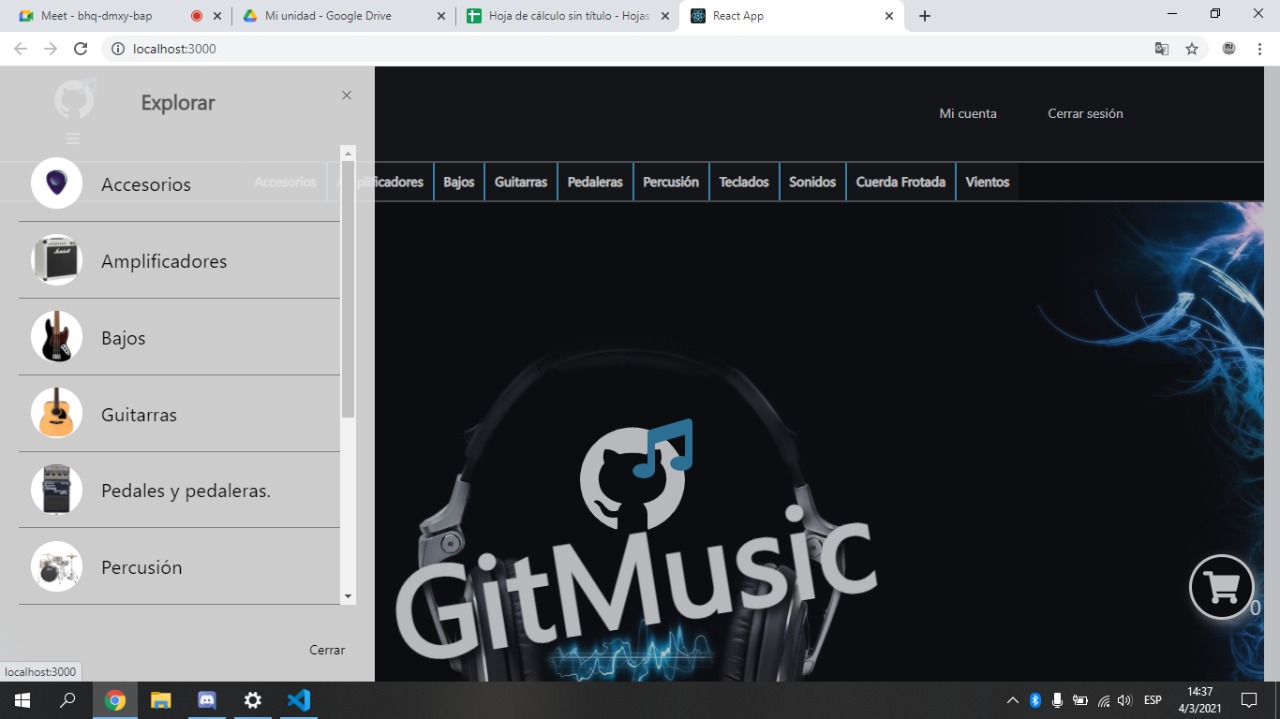 Meet - bhq-dmxy-bap
Mi unidad - Google Drive
Hoja de cálculo sin título - Hojas
React App
localhost:3000
Explorar
Mi cuenta
Cerrar sesión
Accesorios
Amplificadores
Bajos
Guitarras
Pedaleras
Percusión
Teclados
Sonidos
Cuerda Frotada
Vientos
Accesorios
Amplificadores
Bajos
Guitarras
Pedales y pedaleras.
Percusión
GitMusic
0
Cerrar
localhost:3000
ESP
14:37
4/3/2021